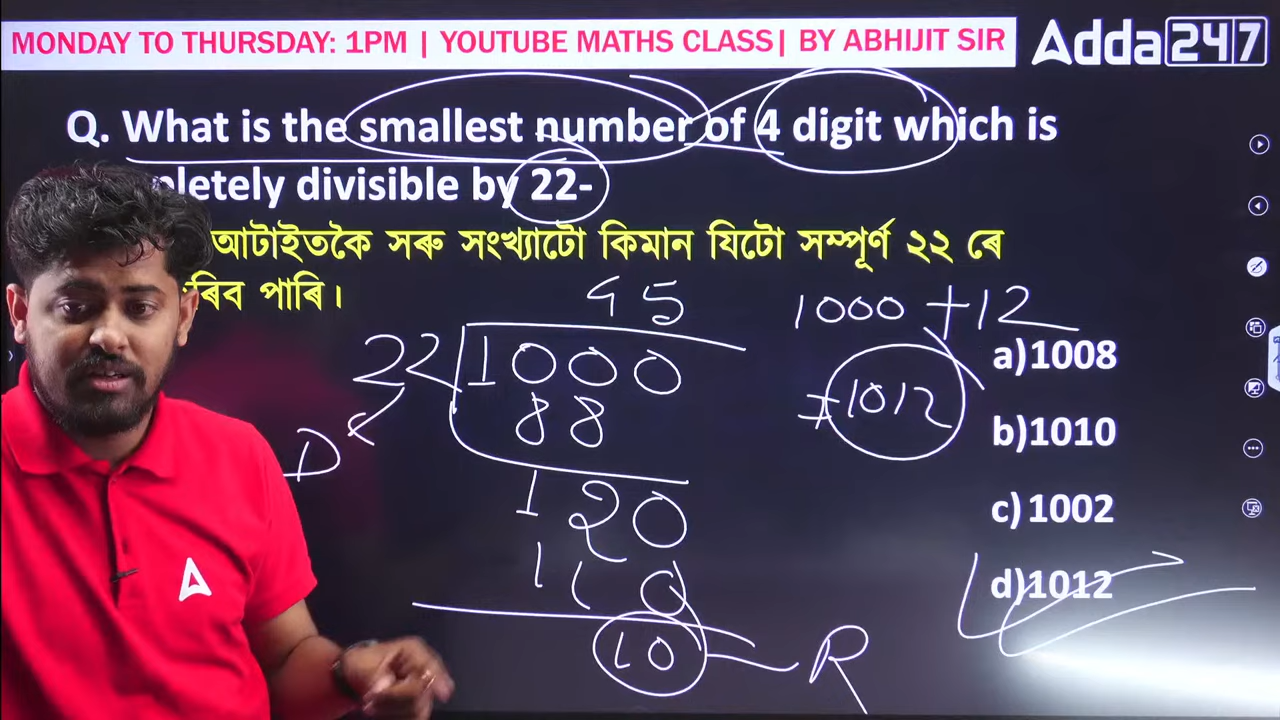 MONDAY TO THURSDAY: 1PM | YOUTUBE MATHS CLASS| BY ABHIJIT SIR
Adda247
Q. What is the smallest number of 4 digit which is
pletely divisible by 22-
আটাইতকৈ সৰু সংখ্যাটো কিমান যিটো সম্পূৰ্ণ ২২ ৰে
ৰিব পাৰি।
45
22 1000
88
120
110
10 R
D
1000 + 12
= 1012
a)1008
b)1010
c)1002
d)1012